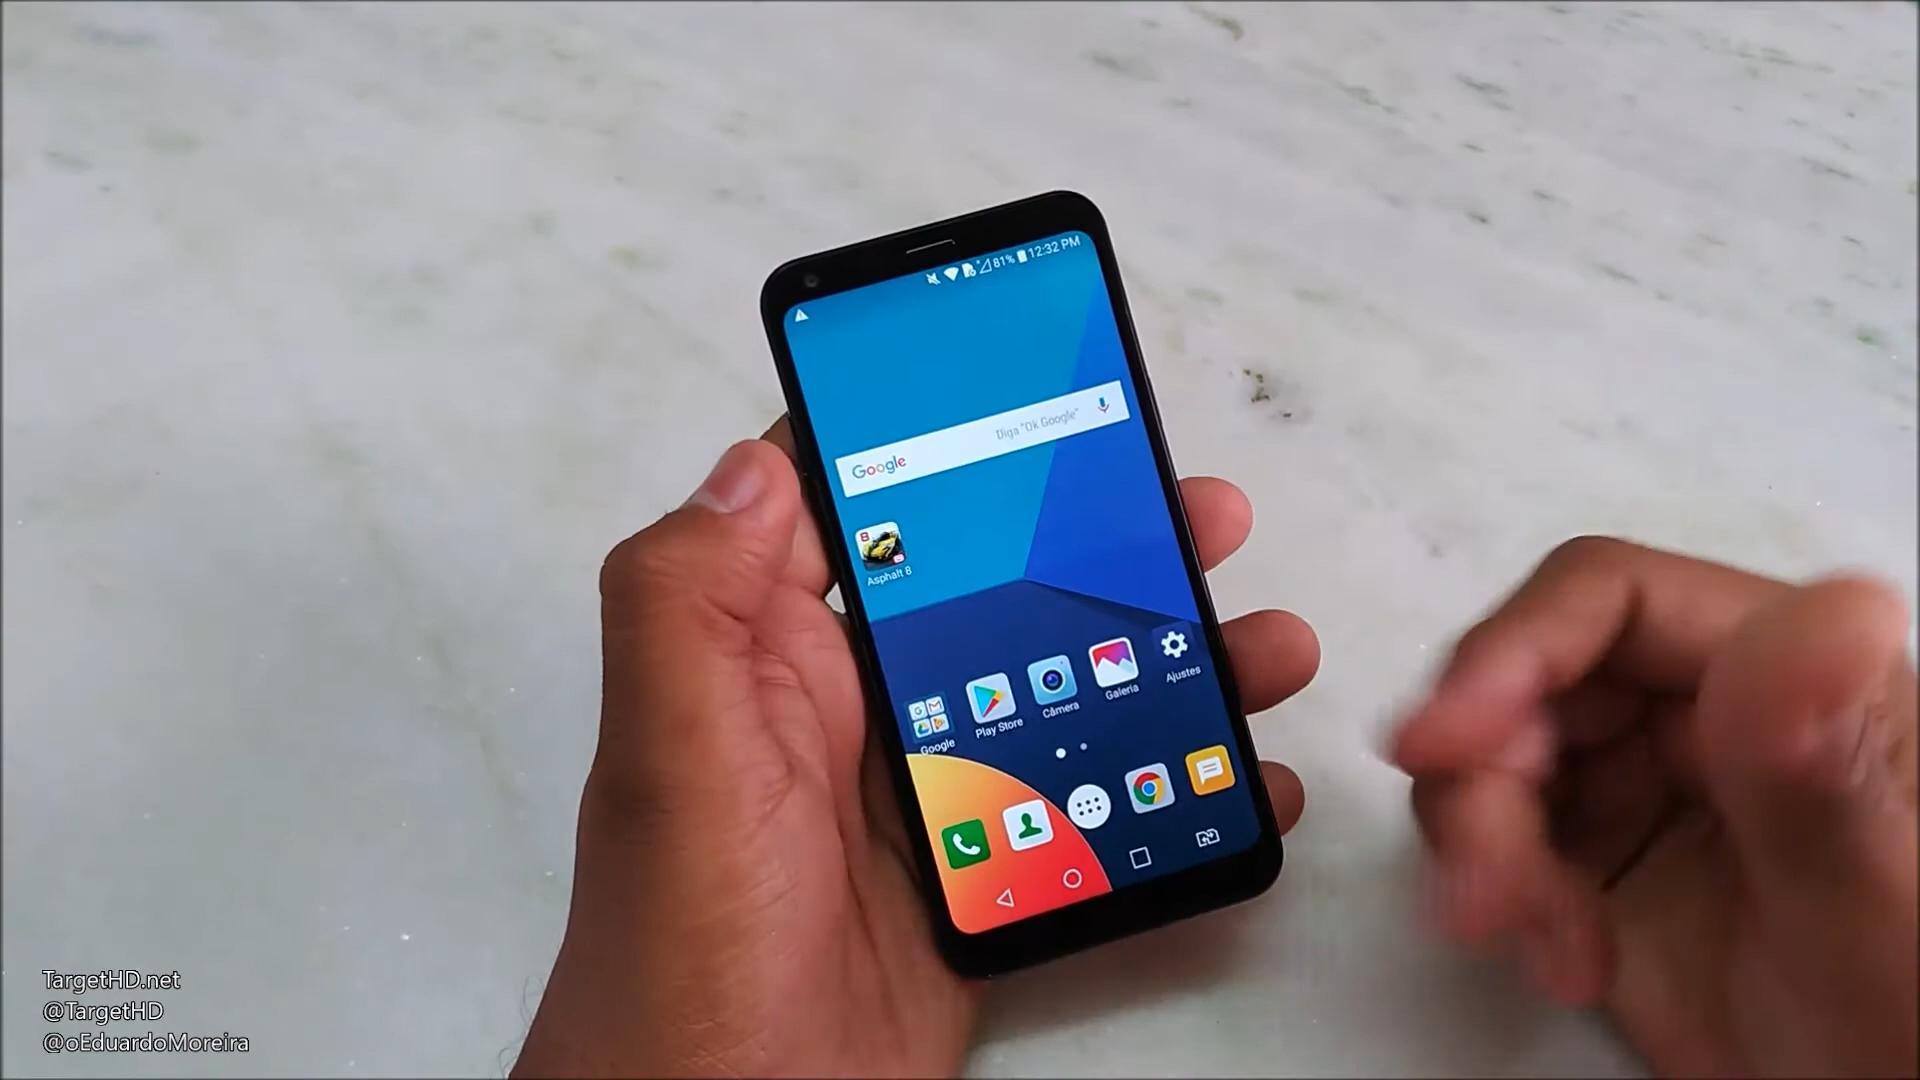 81% 12:32 PM
Google
Diga "Ok Google"
8
Asphalt 8
Google
Play Store
Câmera
Galeria
Ajustes
TargetHD.net
@TargetHD
@oEduardoMoreira